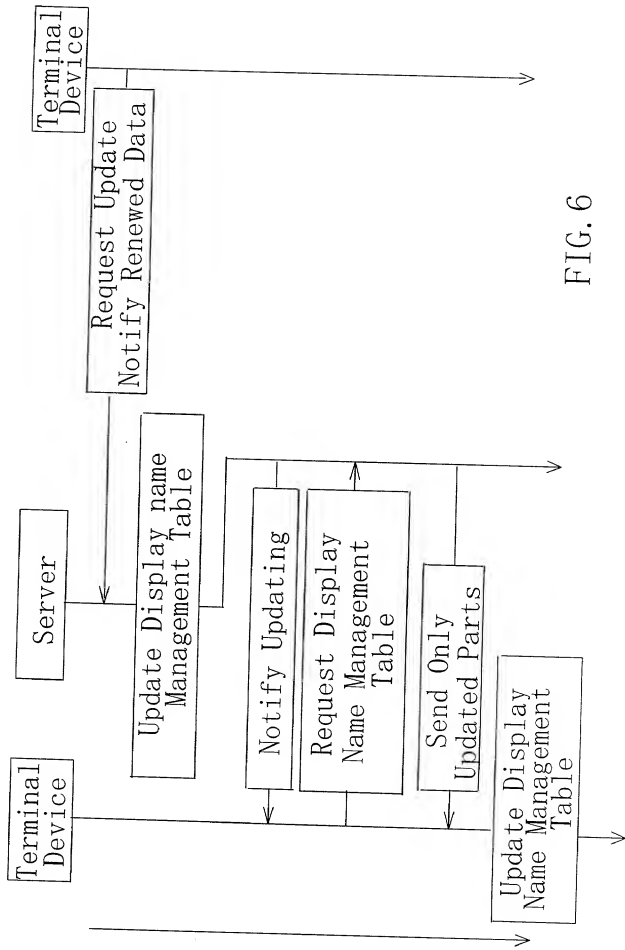 Terminal
Device
Server
Terminal
Device
Request Update
Notify Renewed Data
Update Display name
Management Table
Notify Updating
Request Display
Name Management
Table
Send Only
Updated Parts
Update Display
Name Management
Table
FIG. 6